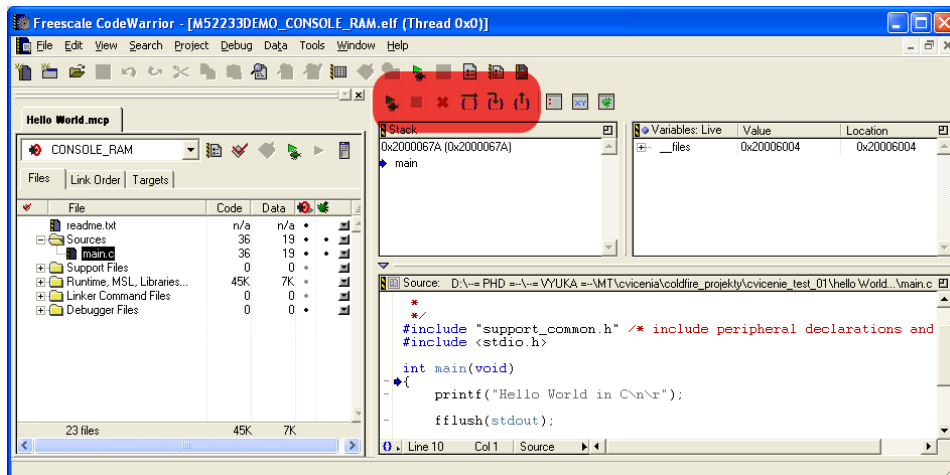 Freescale CodeWarrior - [M52233DEMO_CONSOLE_RAM.elf (Thread 0x0)]
File Edit View Search Project Debug Data Tools Window Help
Hello World.mcp
CONSOLE_RAM
Files Link Order Targets
File Code Data
readme.txt n/a n/a
Sources 36 19
main.c 36 19
Support Files 0 0
Runtime, MSL, Libraries... 45K 7K
Linker Command Files 0 0
Debugger Files 0 0
23 files 45K 7K
Stack
0x2000067A (0x2000067A)
main
Variables: Live Value Location
__files 0x20006004 0x20006004
Source: D:\--= PHD =--\--= VYUKA =--\MT\cvicenia\coldfire_projekty\cvicenie_test_01\hello World...\main.c
*
*/
#include "support_common.h" /* include peripheral declarations and
#include <stdio.h>
int main(void)
{
printf("Hello World in C\n\r");
fflush(stdout);
Line 10 Col 1 Source